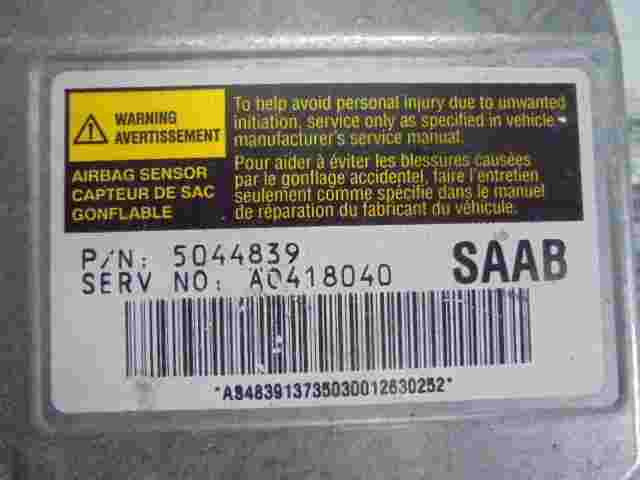 WARNING
AVERTISSEMENT
To help avoid personal injury due to unwanted
initiation, service only as specified in vehicle
manufacturer's service manual.
AIRBAG SENSOR
CAPTEUR DE SAC
GONFLABLE
Pour aider à éviter les blessures causées
par le gonflage accidentel, faire l'entretien
seulement comme spécifié dans le manuel
de réparation du fabricant du véhicule.
P/N: 5044839
SERV NO: A0418040
SAAB
*A8483913735030012630252*